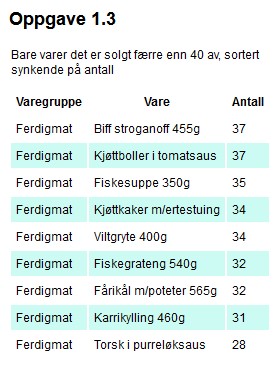 Oppgave 1.3
Bare varer det er solgt færre enn 40 av, sortert
synkende på antall
Varegruppe Vare Antall
Ferdigmat Biff stroganoff 455g 37
Ferdigmat Kjøttboller i tomatsaus 37
Ferdigmat Fiskesuppe 350g 35
Ferdigmat Kjøttkaker m/ertestuing 34
Ferdigmat Viltgryte 400g 34
Ferdigmat Fiskegrateng 540g 32
Ferdigmat Fårikål m/poteter 565g 32
Ferdigmat Karrikylling 460g 31
Ferdigmat Torsk i purreløksaus 28